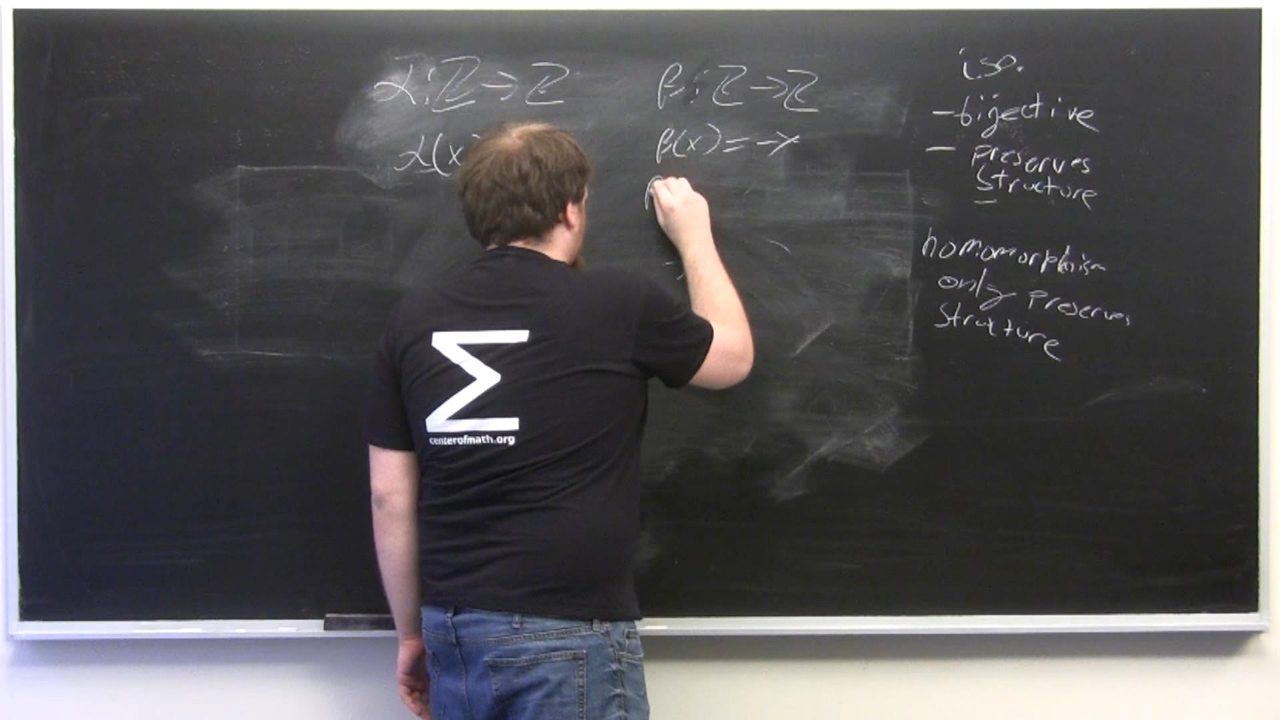 α:ℤ→ℤ
α(x)
β:ℤ→ℤ
β(x)=-x
iso.
-bijective
- preserves
structure
homomorphism
only preserves
structure
Σ
centerofmath.org